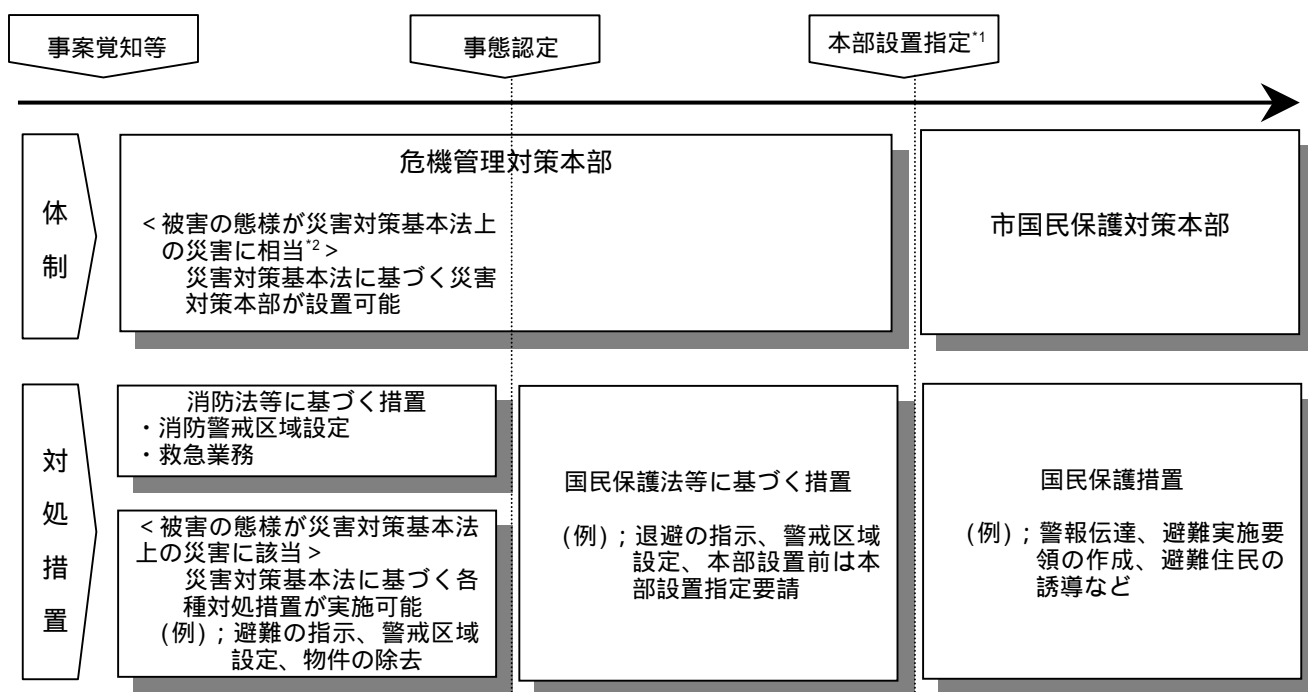 事案覚知等
事態認定
本部設置指定*1
体
制
危機管理対策本部
<被害の態様が災害対策基本法上
の災害に相当*2>
災害対策基本法に基づく災害
対策本部が設置可能
市国民保護対策本部
対
処
措
置
消防法等に基づく措置
・消防警戒区域設定
・救急業務
<被害の態様が災害対策基本法
上の災害に該当>
災害対策基本法に基づく各
種対処措置が実施可能
(例);避難の指示、警戒区域
設定、物件の除去
国民保護法等に基づく措置
(例);退避の指示、警戒区域
設定、本部設置前は本
部設置指定要請
国民保護措置
(例);警報伝達、避難実施要
領の作成、避難住民の
誘導など